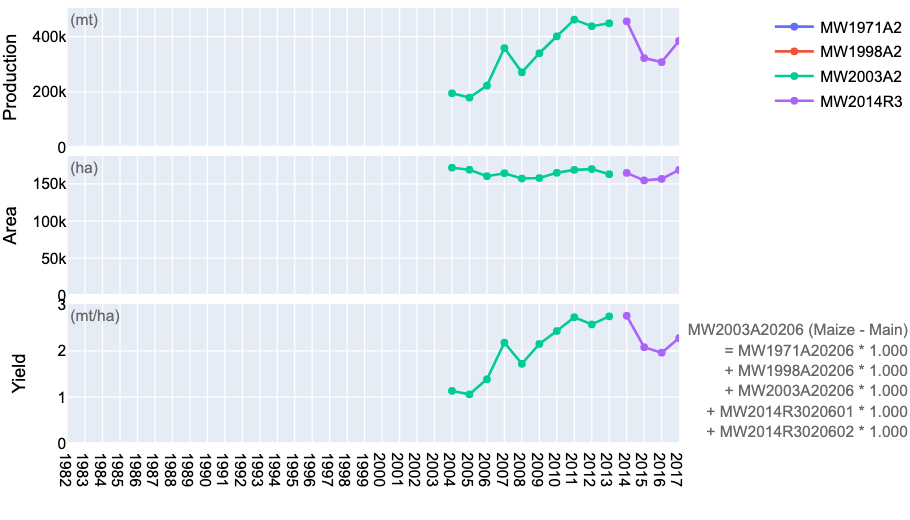 (mt)
Production
400k
200k
0
MW1971A2
MW1998A2
MW2003A2
MW2014R3
(ha)
Area
150k
100k
50k
0
(mt/ha)
Yield
3
2
1
0
MW2003A20206 (Maize - Main)
= MW1971A20206 * 1.000
+ MW1998A20206 * 1.000
+ MW2003A20206 * 1.000
+ MW2014R3020601 * 1.000
+ MW2014R3020602 * 1.000
1982
1983
1984
1985
1986
1987
1988
1989
1990
1991
1992
1993
1994
1995
1996
1997
1998
1999
2000
2001
2002
2003
2004
2005
2006
2007
2008
2009
2010
2011
2012
2013
2014
2015
2016
2017